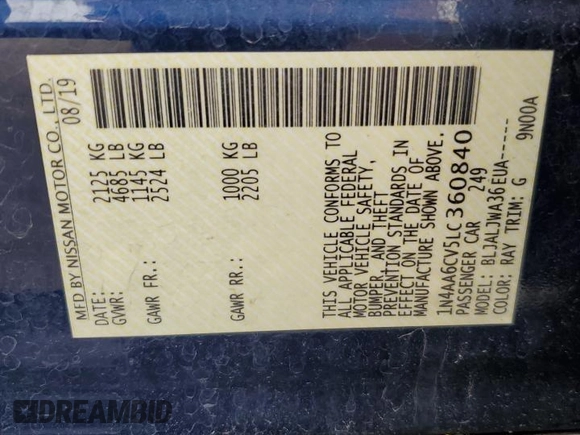 MFD BY NISSAN MOTOR CO., LTD.
DATE: 08/19
GVWR: 2125 KG
4685 LB
GAWR FR: 1145 KG
2524 LB
GAWR RR: 1000 KG
2205 LB
THIS VEHICLE CONFORMS TO
ALL APPLICABLE FEDERAL
MOTOR VEHICLE SAFETY,
BUMPER, AND THEFT
PREVENTION STANDARDS IN
EFFECT ON THE DATE OF
MANUFACTURE SHOWN ABOVE.
1N4AA6CV5LC360840
PASSENGER CAR 249
MODEL: BLJALJWA36EUA-----
COLOR: RAY TRIM: G 9N00A
DREAMBID